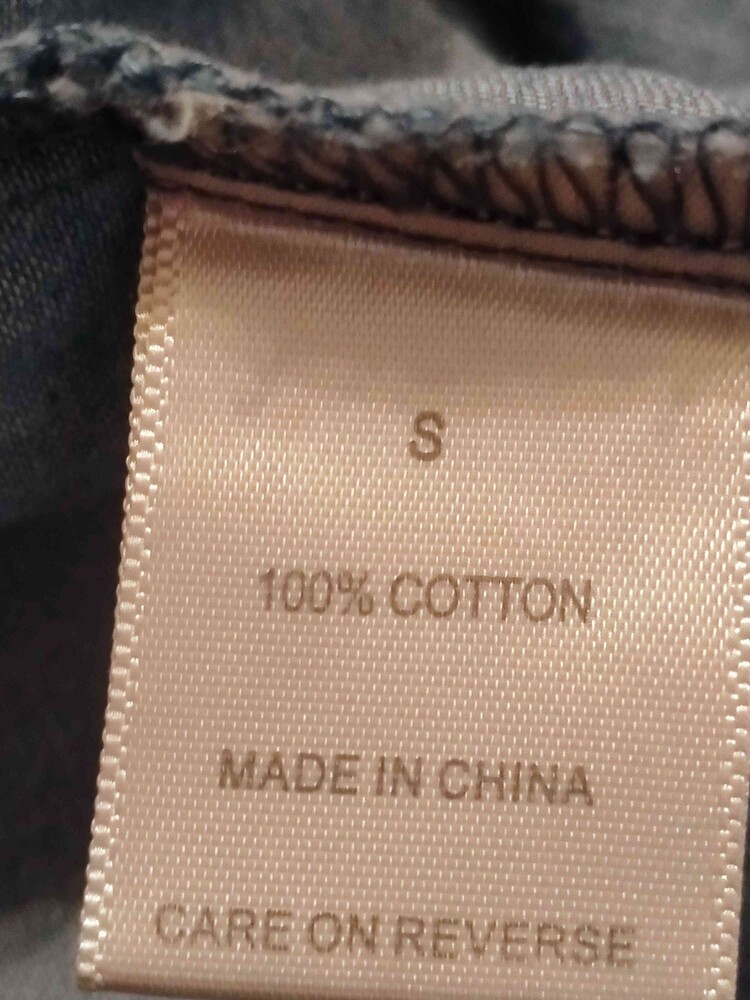 S
100% COTTON
MADE IN CHINA
CARE ON REVERSE